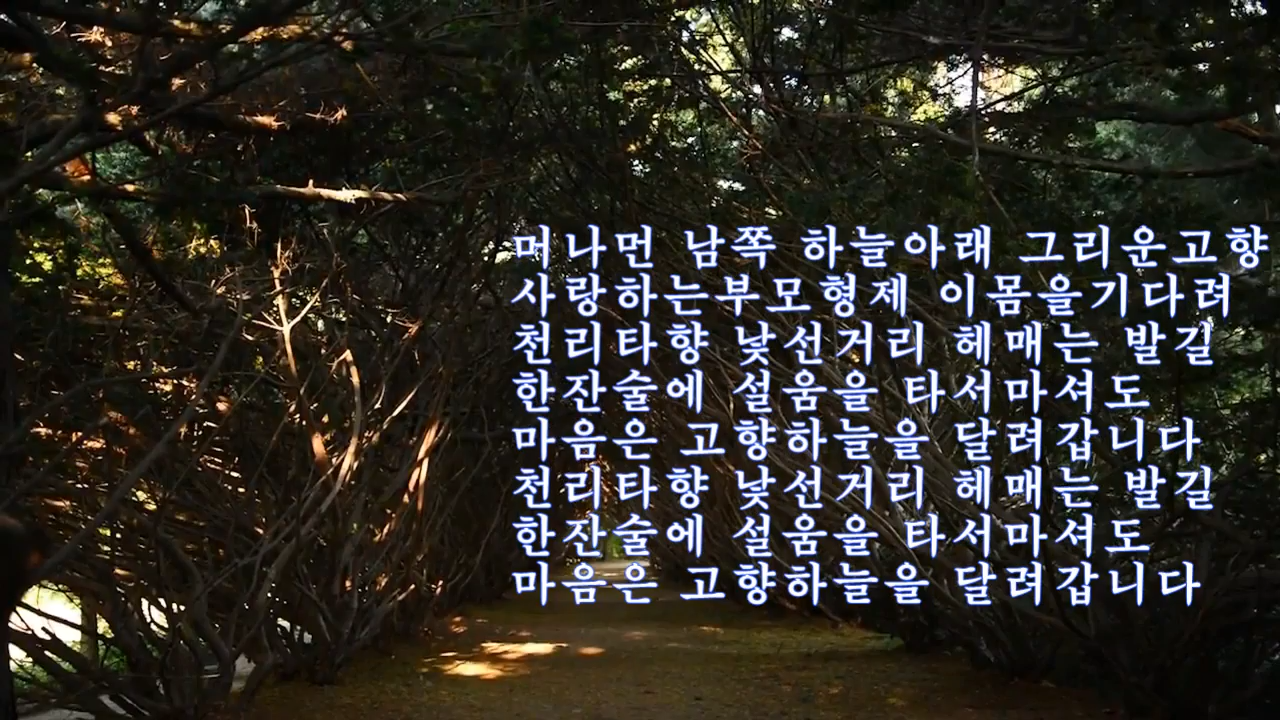 머나먼 남쪽 하늘아래 그리운고향
사랑하는부모형제 이몸을기다려
천리타향 낯선거리 헤매는 발길
한잔술에 설움을 타서마셔도
마음은 고향하늘을 달려갑니다
천리타향 낯선거리 헤매는 발길
한잔술에 설움을 타서마셔도
마음은 고향하늘을 달려갑니다